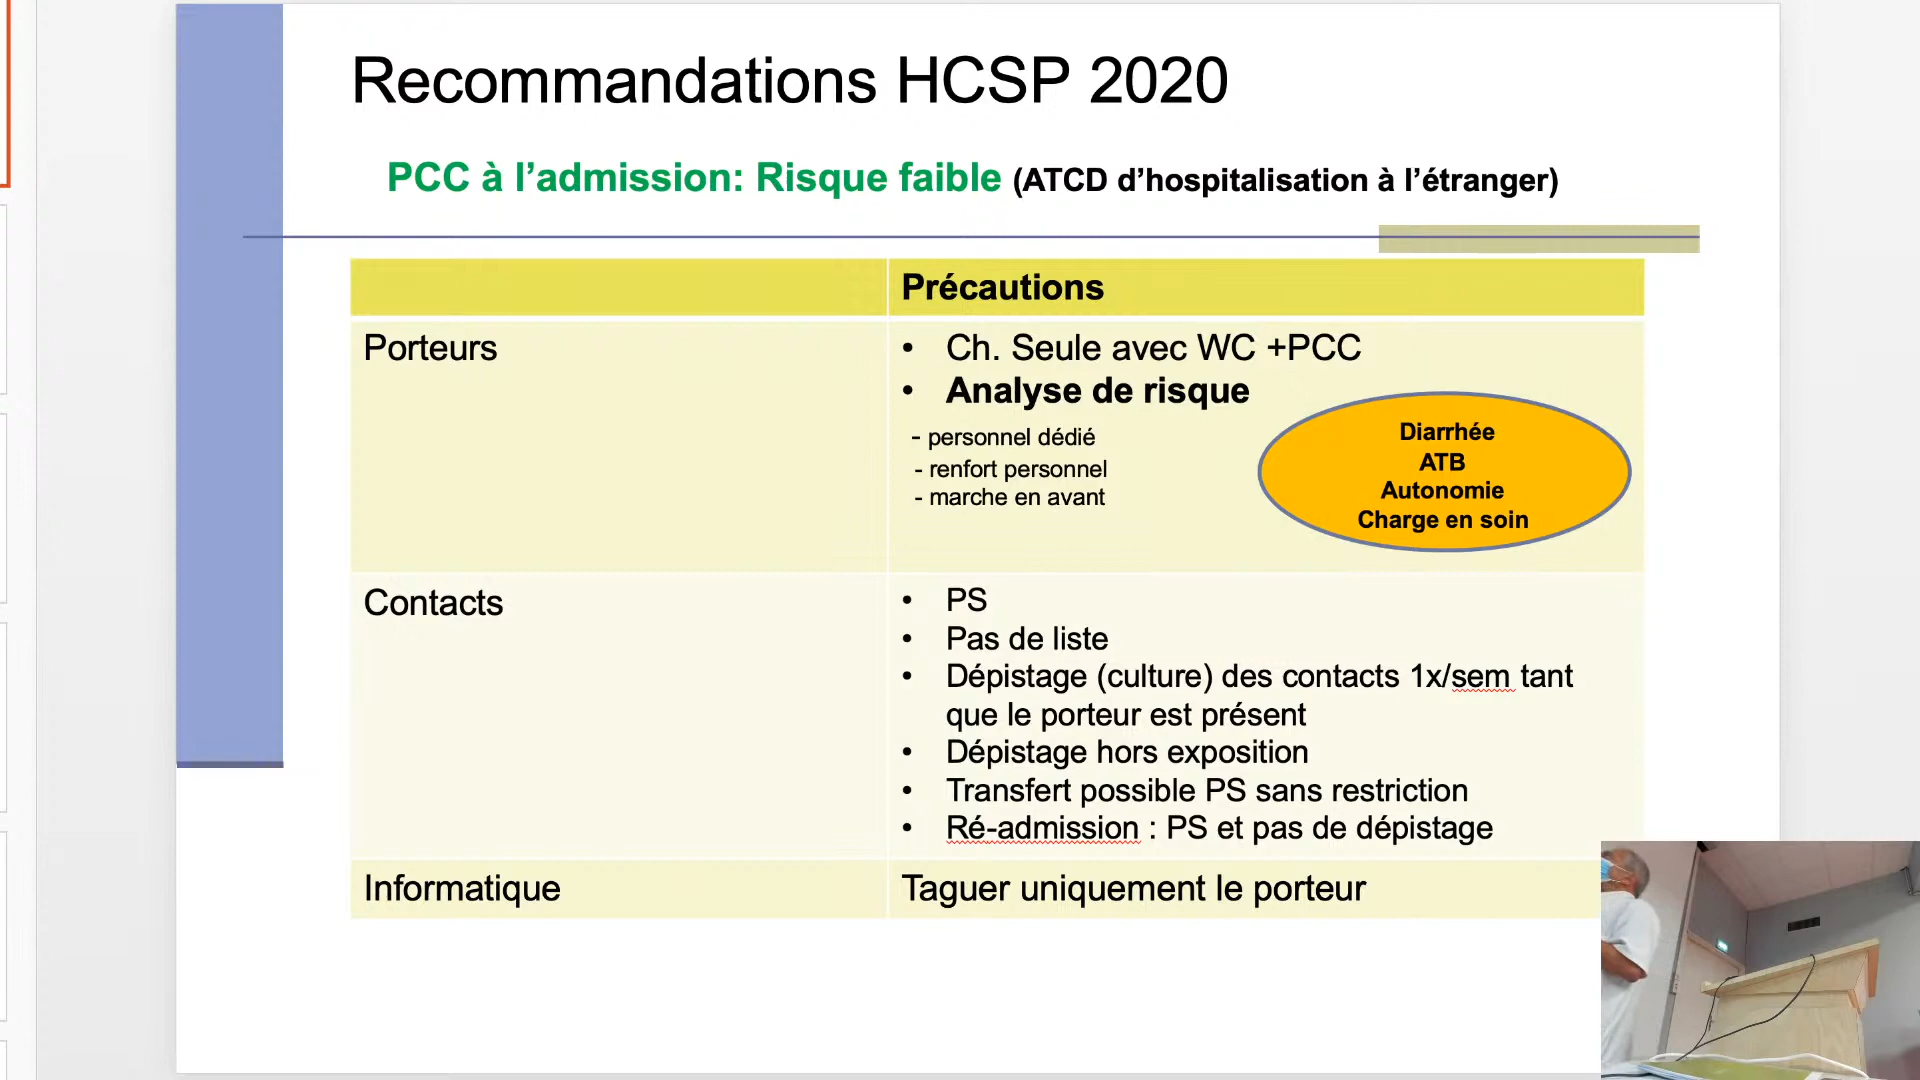 Recommandations HCSP 2020
PCC à l’admission: Risque faible (ATCD d’hospitalisation à l’étranger)
Précautions
Porteurs
• Ch. Seule avec WC +PCC
• Analyse de risque
- personnel dédié
- renfort personnel
- marche en avant
Diarrhée
ATB
Autonomie
Charge en soin
Contacts
• PS
• Pas de liste
• Dépistage (culture) des contacts 1x/sem tant
que le porteur est présent
• Dépistage hors exposition
• Transfert possible PS sans restriction
• Ré-admission : PS et pas de dépistage
Informatique
Taguer uniquement le porteur